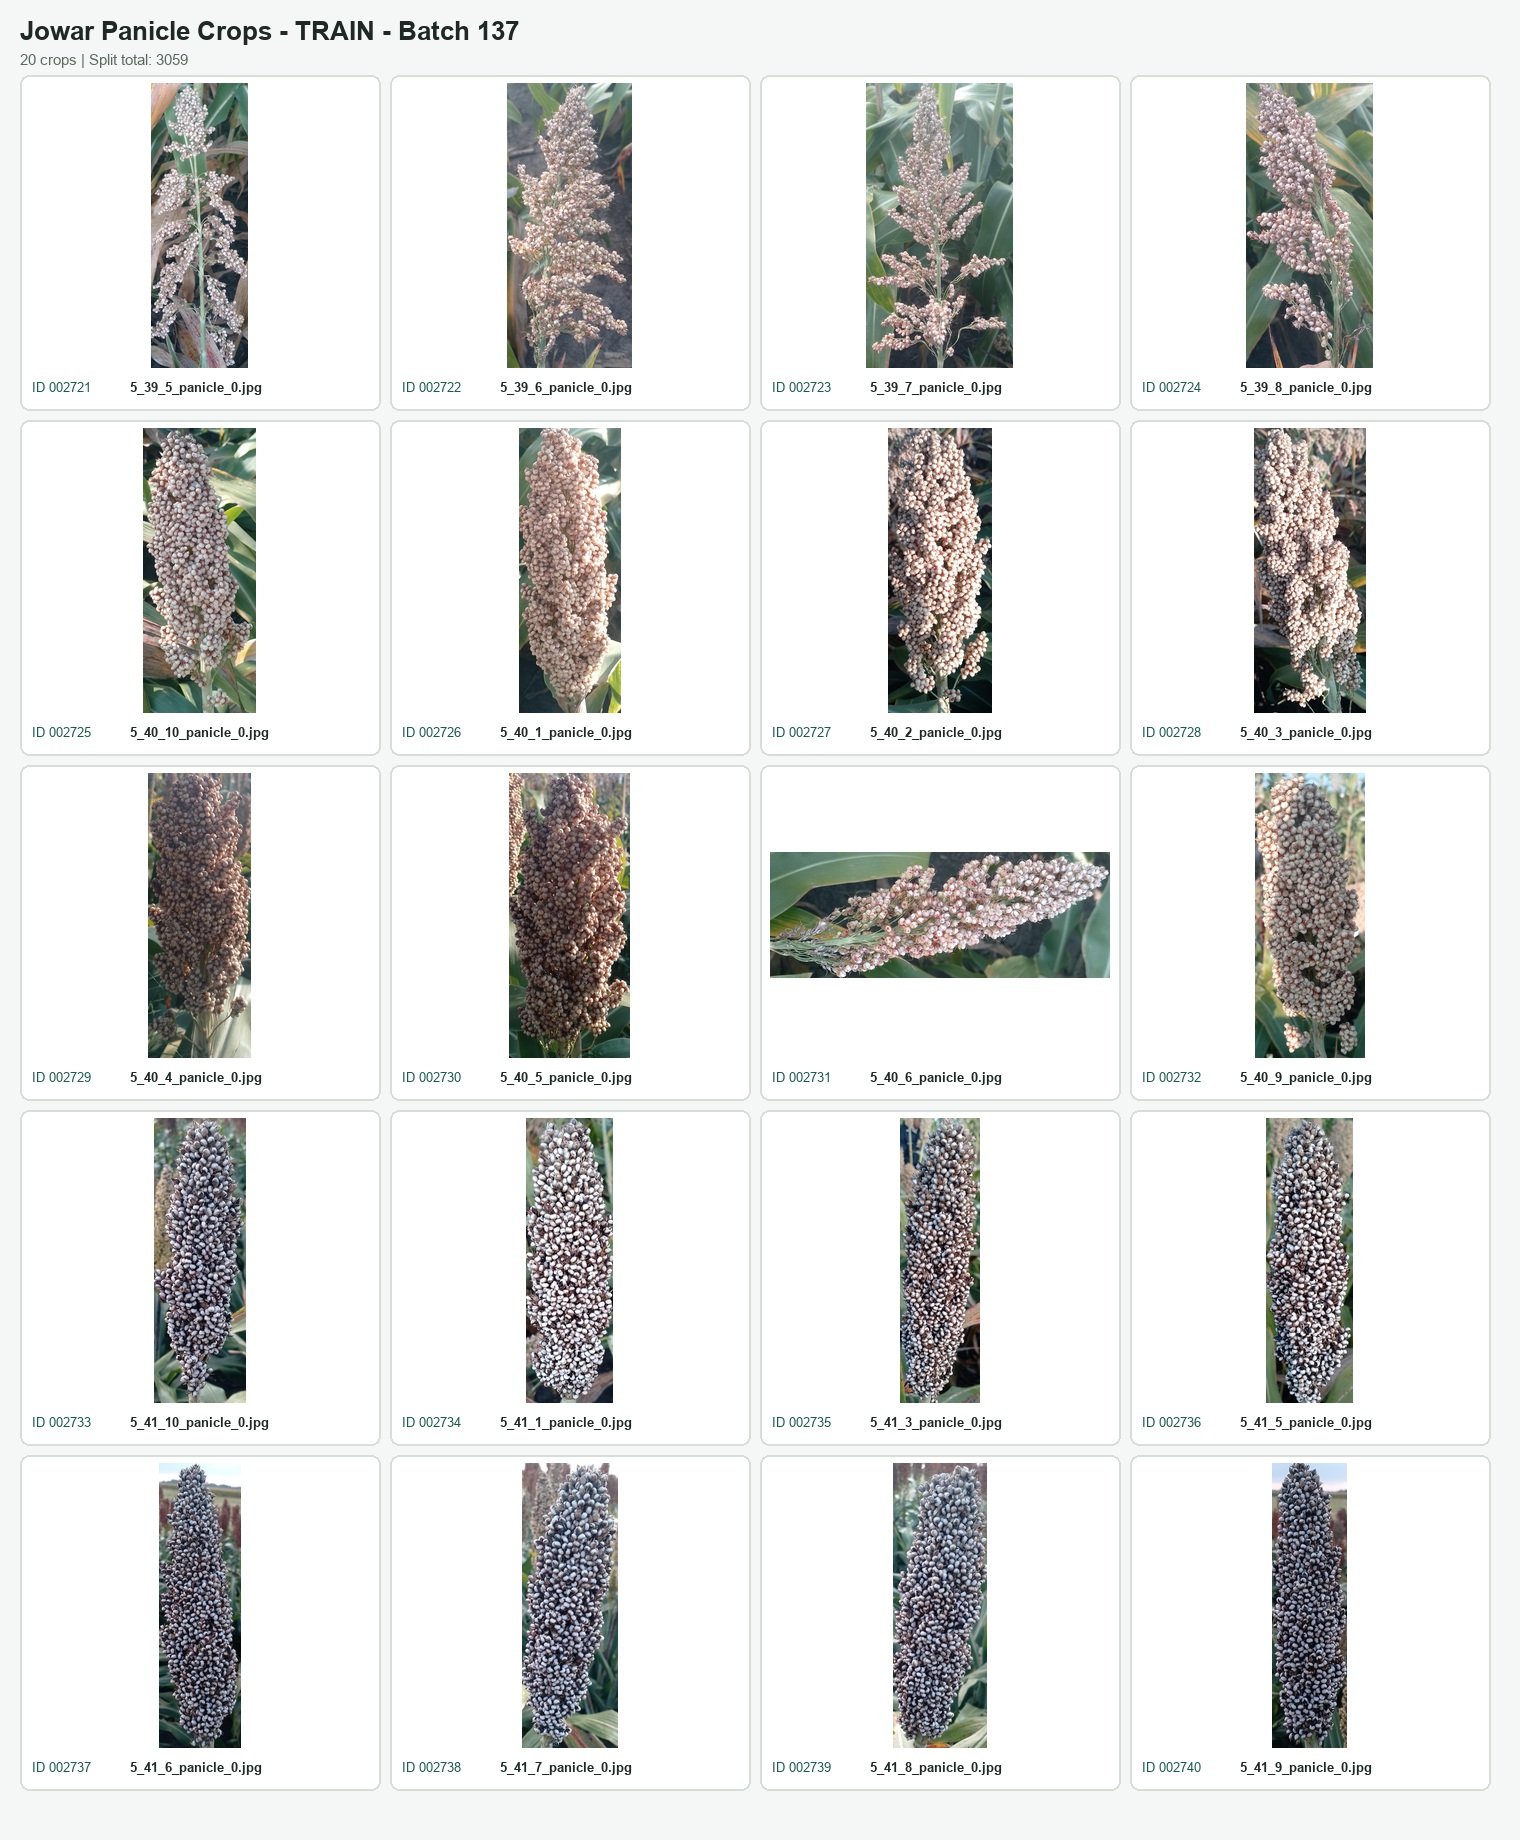 Jowar Panicle Crops - TRAIN - Batch 137
20 crops | Split total: 3059
ID 002721 5_39_5_panicle_0.jpg
ID 002722 5_39_6_panicle_0.jpg
ID 002723 5_39_7_panicle_0.jpg
ID 002724 5_39_8_panicle_0.jpg
ID 002725 5_40_10_panicle_0.jpg
ID 002726 5_40_1_panicle_0.jpg
ID 002727 5_40_2_panicle_0.jpg
ID 002728 5_40_3_panicle_0.jpg
ID 002729 5_40_4_panicle_0.jpg
ID 002730 5_40_5_panicle_0.jpg
ID 002731 5_40_6_panicle_0.jpg
ID 002732 5_40_9_panicle_0.jpg
ID 002733 5_41_10_panicle_0.jpg
ID 002734 5_41_1_panicle_0.jpg
ID 002735 5_41_3_panicle_0.jpg
ID 002736 5_41_5_panicle_0.jpg
ID 002737 5_41_6_panicle_0.jpg
ID 002738 5_41_7_panicle_0.jpg
ID 002739 5_41_8_panicle_0.jpg
ID 002740 5_41_9_panicle_0.jpg